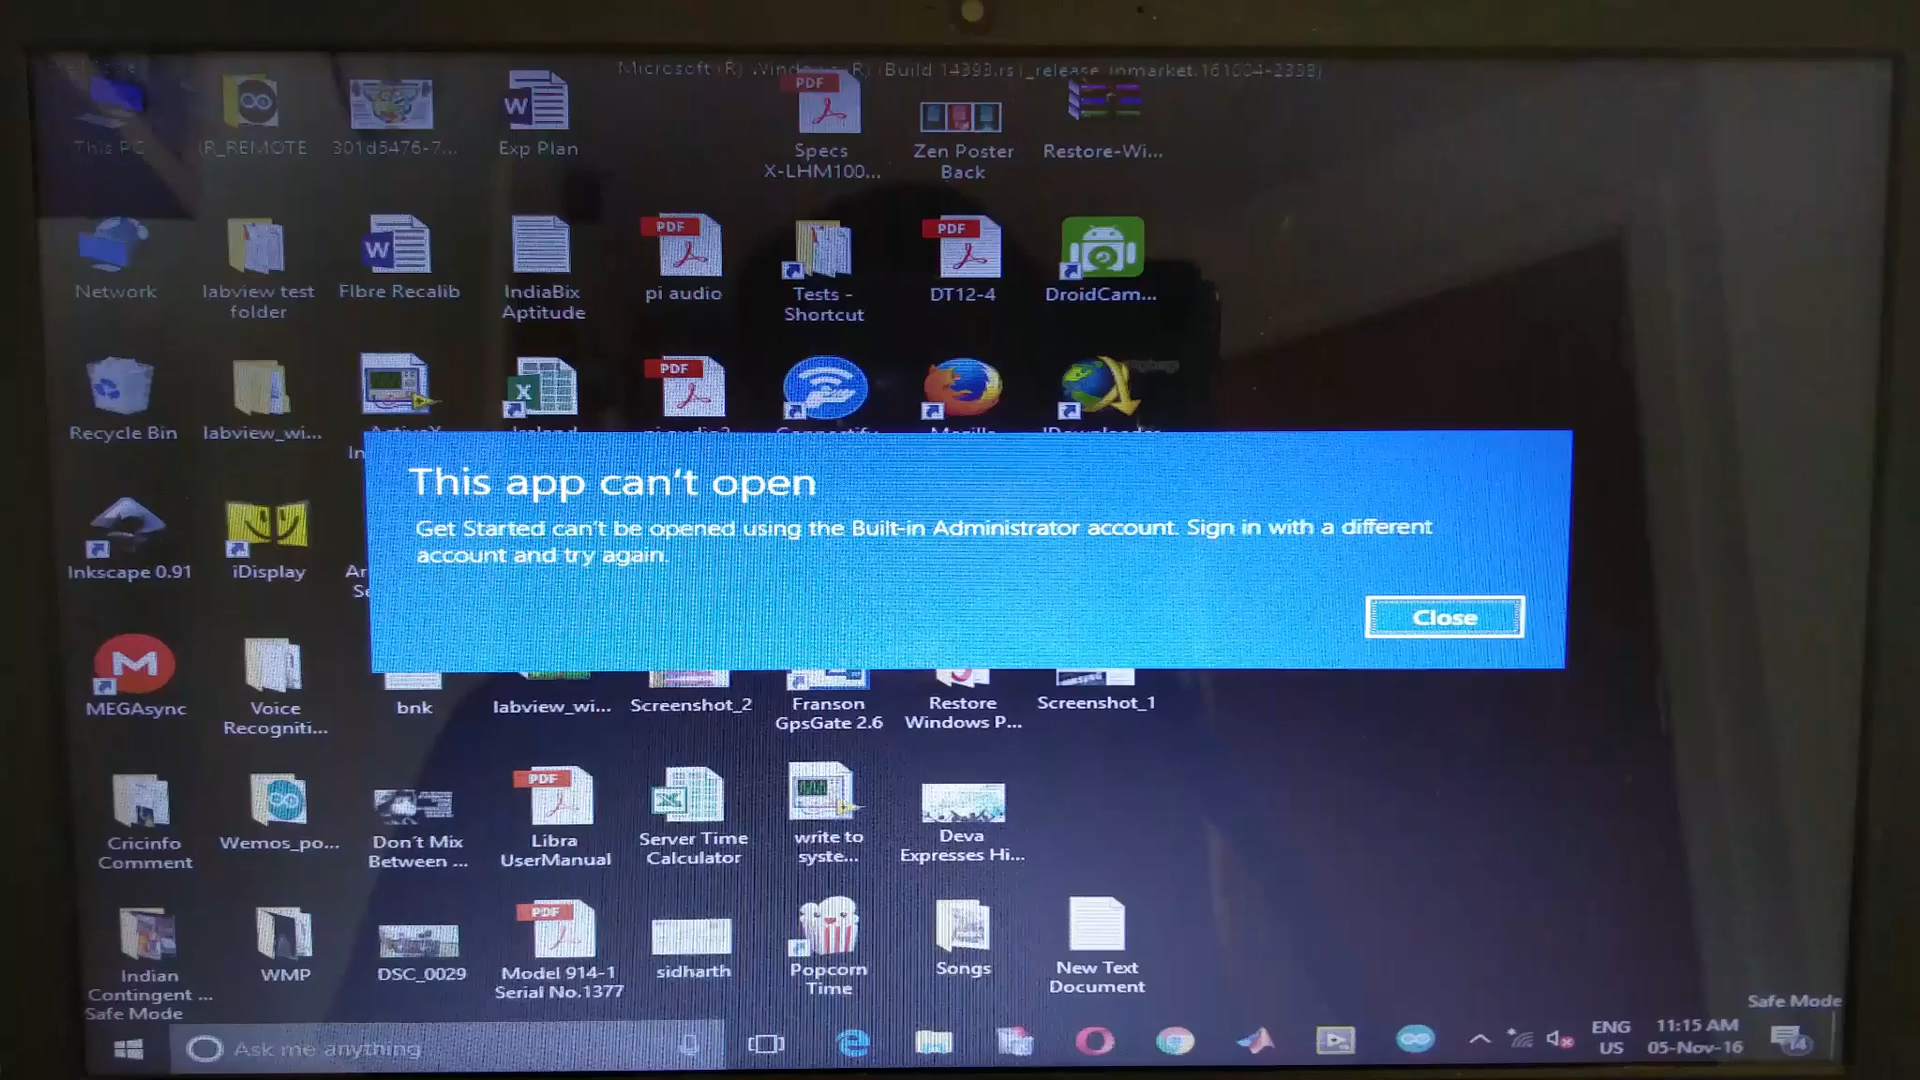 Microsoft (R) Windows (R) (Build 14393.rs1_release_inmarket.161004-2338)
This PC
301d5476-7...
Exp Plan
Specs
X-LHM100...
Zen Poster
Back
Restore-Wi...
Network
labview test
folder
FIbre Recalib
IndiaBix
Aptitude
PDF
pi audio
Tests -
Shortcut
PDF
DT12-4
DroidCam...
Recycle Bin
labview_wi...
PDF
This app can't open
Get Started can't be opened using the Built-in Administrator account. Sign in with a different
account and try again.
Close
Inkscape 0.91
iDisplay
MEGAsync
Voice
Recogniti...
bnk
labview_wi...
Screenshot_2
Franson
GpsGate 2.6
Restore
Windows P...
Screenshot_1
Cricinfo
Comment
Wemos_po...
Don't Mix
Between ...
PDF
Libra
UserManual
Server Time
Calculator
write to
syste...
Deva
Expresses Hi...
Indian
Contingent ...
WMP
DSC_0029
PDF
Model 914-1
Serial No.1377
sidharth
Popcorn
Time
Songs
New Text
Document
Safe Mode
Safe Mode
Ask me anything
ENG
US
11:15 AM
05-Nov-16
14